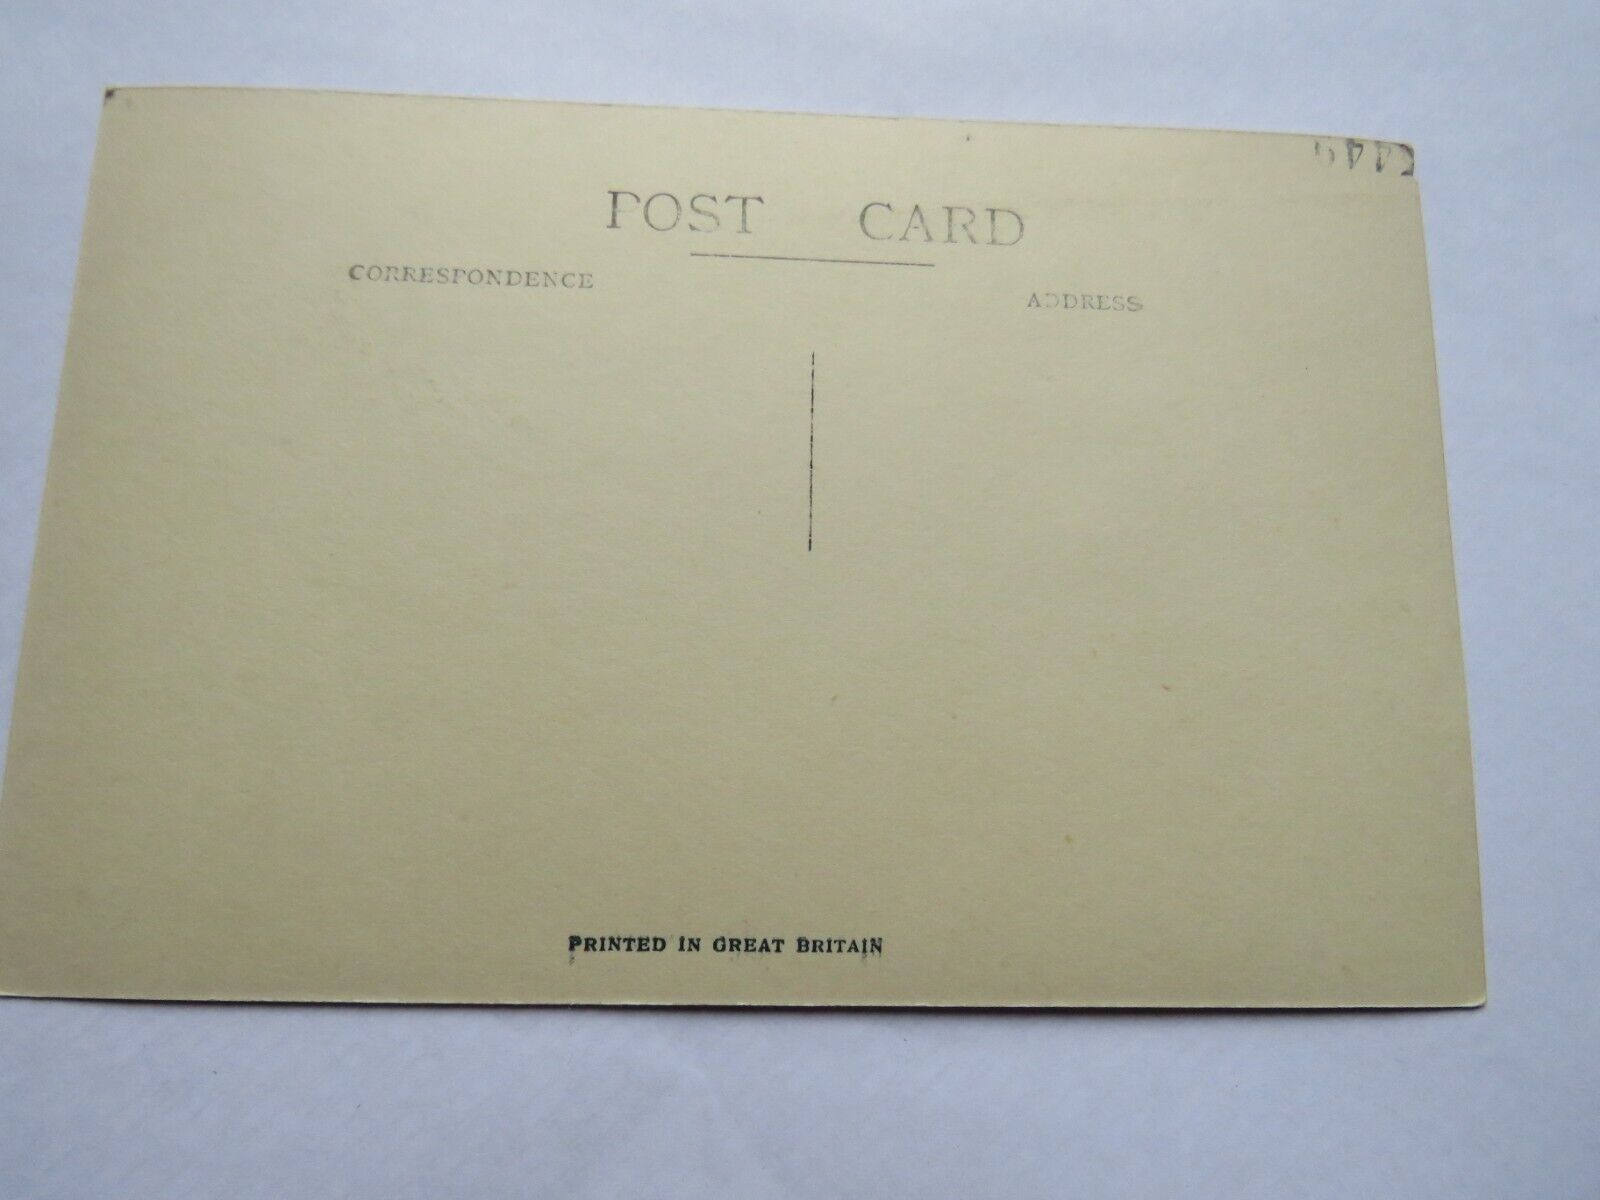 POST CARD
CORRESPONDENCE
ADDRESS
PRINTED IN GREAT BRITAIN